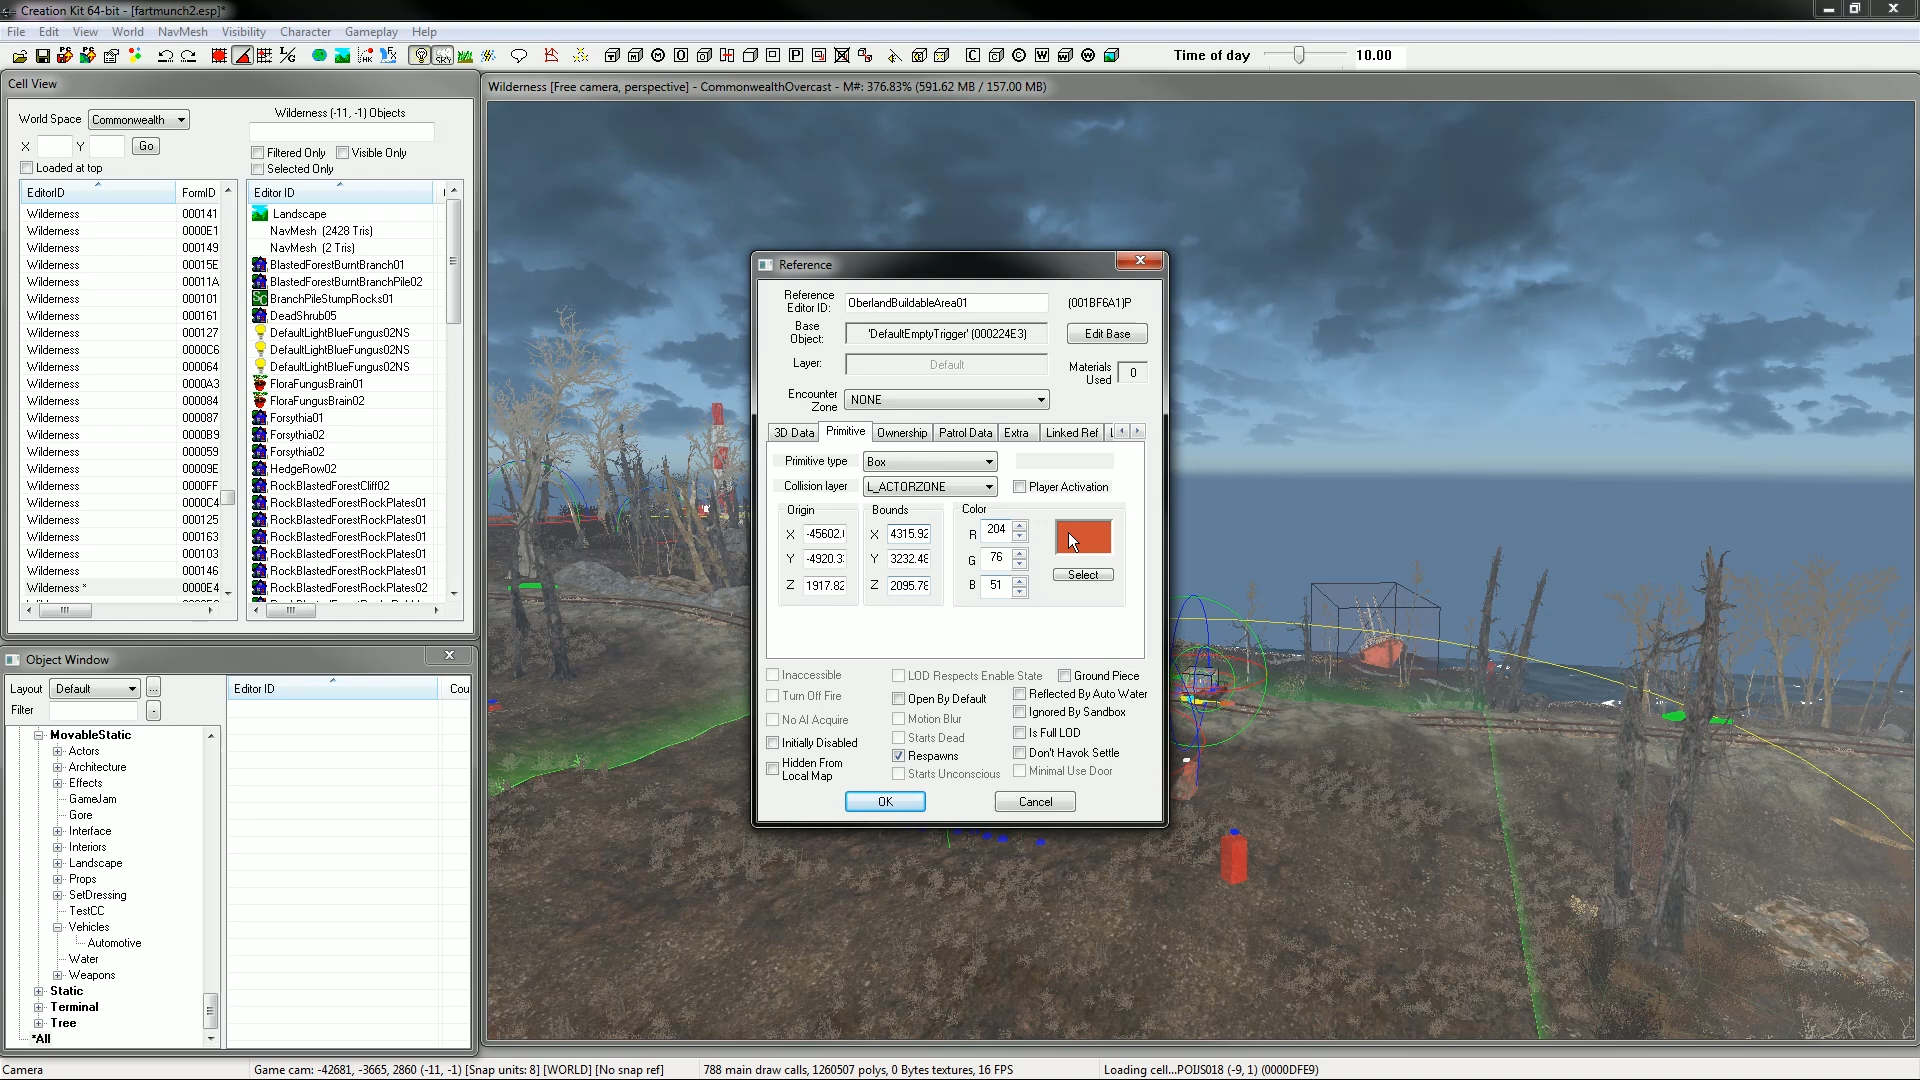 Creation Kit 64-bit - [fartmunch2.esp]*
File Edit View World NavMesh Visibility Character Gameplay Help
Time of day 10.00
Cell View
World Space Commonwealth
X Y Go
Loaded at top
EditorID FormID
Wilderness 000141
Wilderness 0000E1
Wilderness 000149
Wilderness 00015E
Wilderness 00011A
Wilderness 000101
Wilderness 000161
Wilderness 000127
Wilderness 0000C6
Wilderness 000064
Wilderness 0000A3
Wilderness 000084
Wilderness 000087
Wilderness 0000B9
Wilderness 000059
Wilderness 00009E
Wilderness 0000FF
Wilderness 0000C4
Wilderness 000125
Wilderness 000163
Wilderness 000103
Wilderness 000146
Wilderness * 0000E4
Wilderness (-11, -1) Objects
Filtered Only Visible Only
Selected Only
Editor ID
Landscape
NavMesh (2428 Tris)
NavMesh (2 Tris)
BlastedForestBurntBranch01
BlastedForestBurntBranchPile02
BranchPileStumpRocks01
DeadShrub05
DefaultLightBlueFungus02NS
DefaultLightBlueFungus02NS
DefaultLightBlueFungus02NS
FloraFungusBrain01
FloraFungusBrain02
Forsythia01
Forsythia02
Forsythia02
HedgeRow02
RockBlastedForestCliff02
RockBlastedForestRockPlates01
RockBlastedForestRockPlates01
RockBlastedForestRockPlates01
RockBlastedForestRockPlates01
RockBlastedForestRockPlates01
RockBlastedForestRockPlates02
Object Window
Layout Default ...
Filter
Editor ID Cou
MovableStatic
Actors
Architecture
Effects
GameJam
Gore
Interface
Interiors
Landscape
Props
SetDressing
TestCC
Vehicles
Automotive
Water
Weapons
Static
Terminal
Tree
*All
Wilderness [Free camera, perspective] - CommonwealthOvercast - M#: 376.83% (591.62 MB / 157.00 MB)
Reference
Reference Editor ID: OberlandBuildableArea01 (001BF6A1)P
Base Object: 'DefaultEmptyTrigger' (000224E3) Edit Base
Layer: Default
Materials Used 0
Encounter Zone NONE
3D Data Primitive Ownership Patrol Data Extra Linked Ref
Primitive type Box
Collision layer L_ACTORZONE Player Activation
Origin Bounds Color
X -45602.( X 4315.92 R 204
Y -4920.3: Y 3232.48 G 76
Z 1917.82 Z 2095.78 B 51
Select
Inaccessible LOD Respects Enable State Ground Piece
Turn Off Fire Open By Default Reflected By Auto Water
No AI Acquire Motion Blur Ignored By Sandbox
Initially Disabled Starts Dead Is Full LOD
Hidden From Local Map Respawns Don't Havok Settle
Starts Unconscious Minimal Use Door
OK Cancel
Camera Game cam: -42681, -3665, 2860 (-11, -1) [Snap units: 8] [WORLD] [No snap ref] 788 main draw calls, 1260507 polys, 0 Bytes textures, 16 FPS Loading cell...POIJS018 (-9, 1) (0000DFE9)